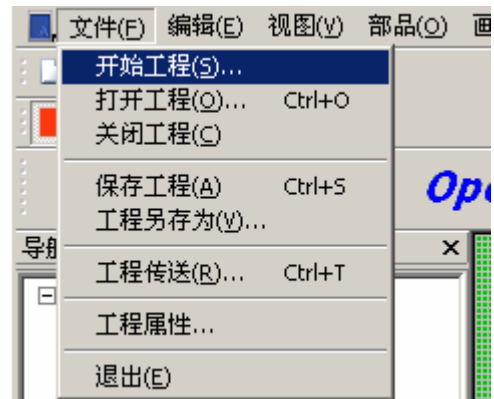 文件(F) 编辑(E) 视图(V) 部品(O) 画
开始工程(S)...
打开工程(O)... Ctrl+O
关闭工程(C)
保存工程(A) Ctrl+S
工程另存为(V)...
Ope
导航
工程传送(R)... Ctrl+T
工程属性...
退出(E)